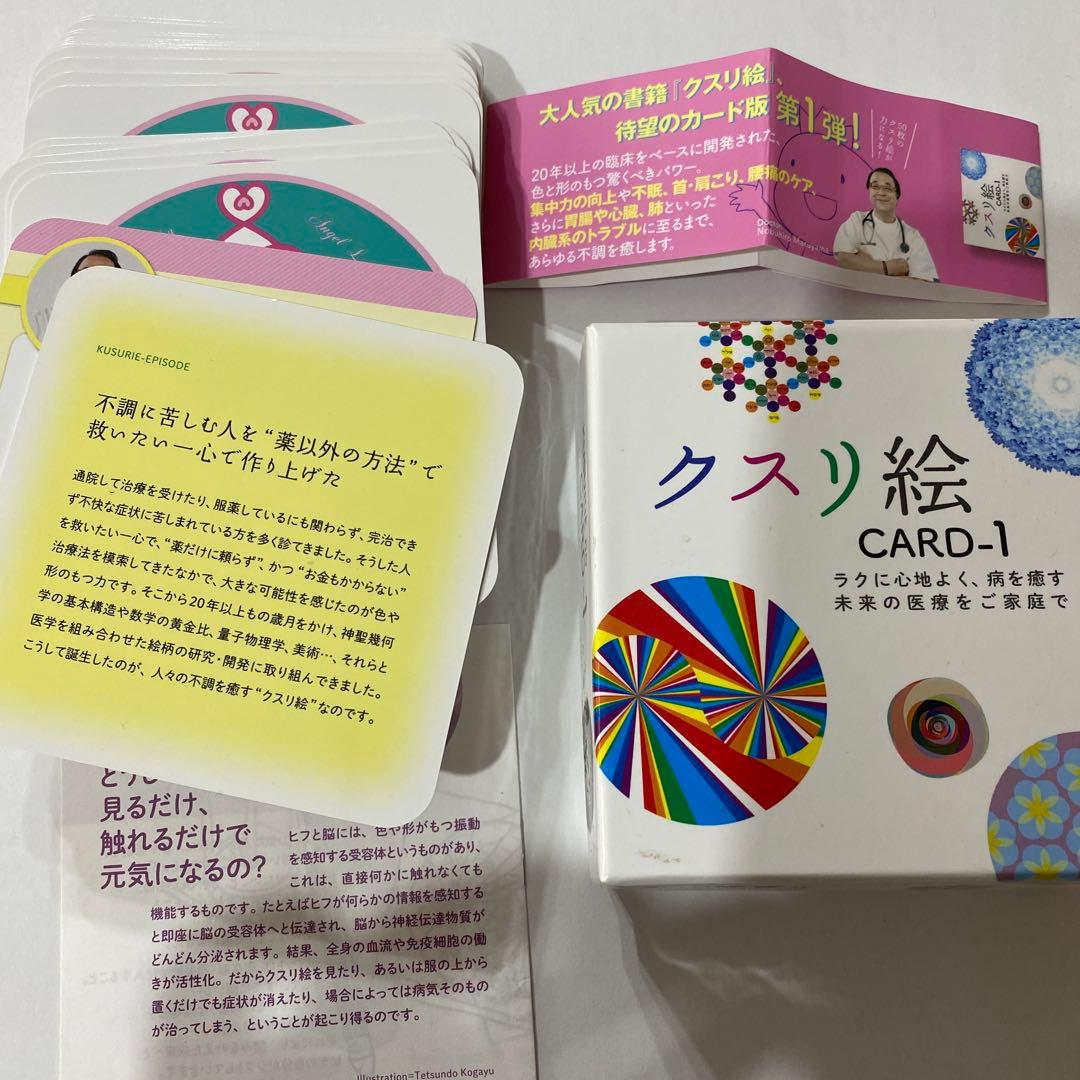 大人気の書籍『クスリ絵』、
待望のカード版 第1弾!
50枚の
クスリ絵が
力になる!
20年以上の臨床をベースに開発された、
色と形のもつ驚くべきパワー。
集中力の向上や不眠、首・肩こり、腰痛のケア、
さらに胃腸や心臓、肺といった
内臓系のトラブルに至るまで、
あらゆる不調を癒します。
Doctor
Nobuhiro Maruyama
クスリ絵
CARD-1
Angel
KUSURIE-EPISODE
不調に苦しむ人を“薬以外の方法”で
救いたい一心で作り上げた
通院して治療を受けたり、服薬しているにも関わらず、完治でき
ず不快な症状に苦しまれている方を多く診てきました。そうした人
を救いたい一心で、“薬だけに頼らず”、かつ“お金もかからない”
治療法を模索してきたなかで、大きな可能性を感じたのが色や
形のもつ力です。そこから20年以上もの歳月をかけ、神聖幾何
学の基本構造や数学の黄金比、量子物理学、美術…、それらと
医学を組み合わせた絵柄の研究・開発に取り組んできました。
こうして誕生したのが、人々の不調を癒す“クスリ絵”なのです。
クスリ絵
CARD-1
ラクに心地よく、病を癒す
未来の医療をご家庭で
見るだけ、
触れるだけで
元気になるの?
ヒフと脳には、色や形がもつ振動
を感知する受容体というものがあり、
これは、直接何かに触れなくても
機能するものです。たとえばヒフが何らかの情報を感知する
と即座に脳の受容体へと伝達され、脳から神経伝達物質が
どんどん分泌されます。結果、全身の血流や免疫細胞の働
きが活性化。だからクスリ絵を見たり、あるいは服の上から
置くだけでも症状が消えたり、場合によっては病気そのもの
が治ってしまう、ということが起こり得るのです。
Illustration=Tetsundo Kogayu